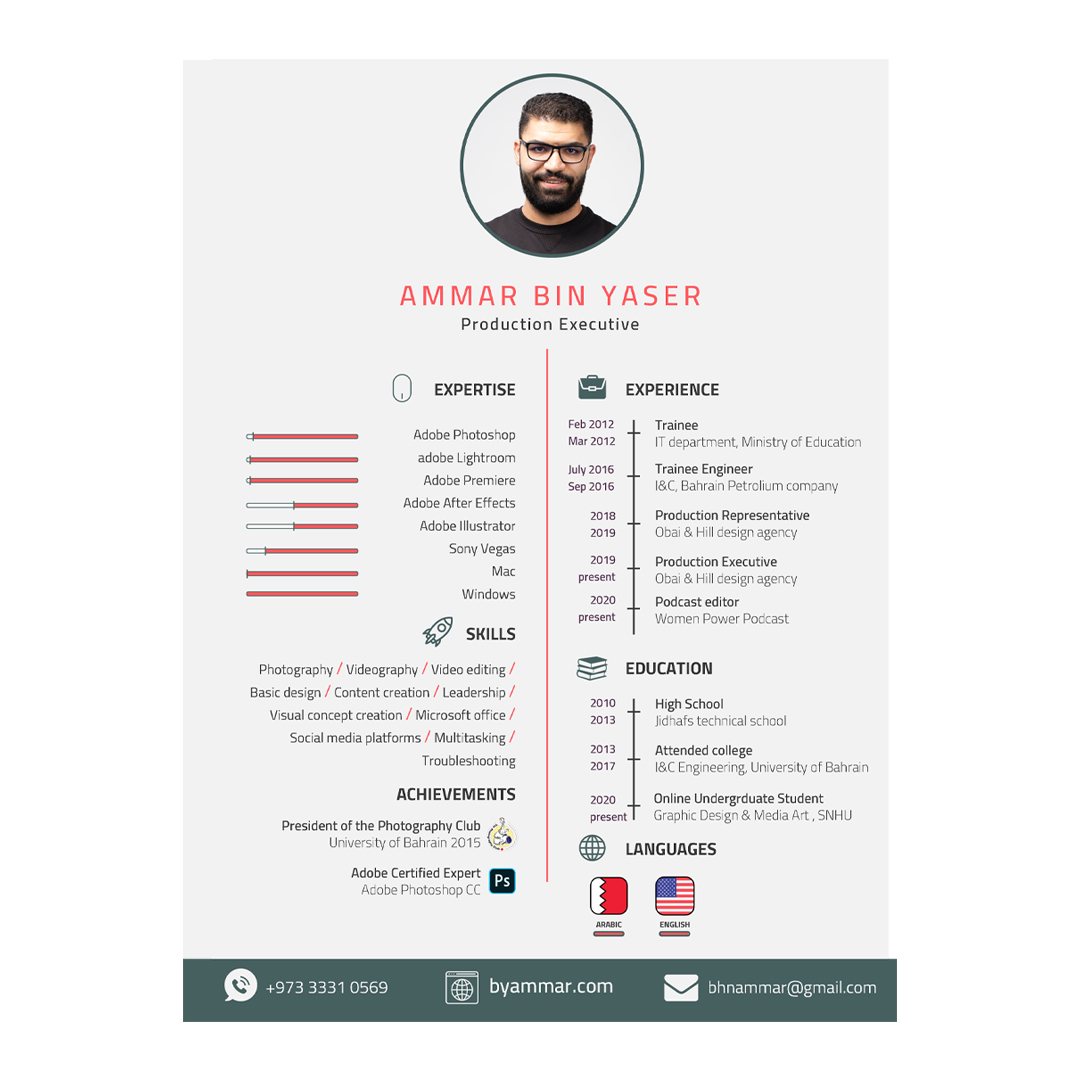 AMMAR BIN YASER
Production Executive
EXPERTISE
Adobe Photoshop
adobe Lightroom
Adobe Premiere
Adobe After Effects
Adobe Illustrator
Sony Vegas
Mac
Windows
SKILLS
Photography / Videography / Video editing /
Basic design / Content creation / Leadership /
Visual concept creation / Microsoft office /
Social media platforms / Multitasking /
Troubleshooting
ACHIEVEMENTS
President of the Photography Club
University of Bahrain 2015
Adobe Certified Expert
Adobe Photoshop CC
Ps
EXPERIENCE
Feb 2012 Trainee
Mar 2012 IT department, Ministry of Education
July 2016 Trainee Engineer
Sep 2016 I&C, Bahrain Petrolium company
2018 Production Representative
2019 Obai & Hill design agency
2019 Production Executive
present Obai & Hill design agency
2020 Podcast editor
present Women Power Podcast
EDUCATION
2010 High School
2013 Jidhafs technical school
2013 Attended college
2017 I&C Engineering, University of Bahrain
2020 Online Undergrduate Student
present Graphic Design & Media Art , SNHU
LANGUAGES
ARABIC ENGLISH
+973 3331 0569 byammar.com bhnammar@gmail.com